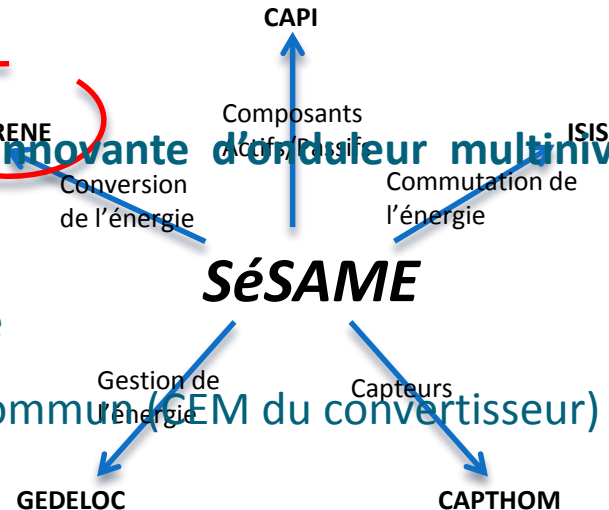 CAPI
RENE
Composants
Actifs/Passifs
ISIS
nnovante d'onduleur multiniv
Conversion
de l'énergie
Commutation de
l'énergie
SéSAME
e
Gestion de
l'énergie
Capteurs
ommun (CEM du convertisseur)
GEDELOC
CAPTHOM